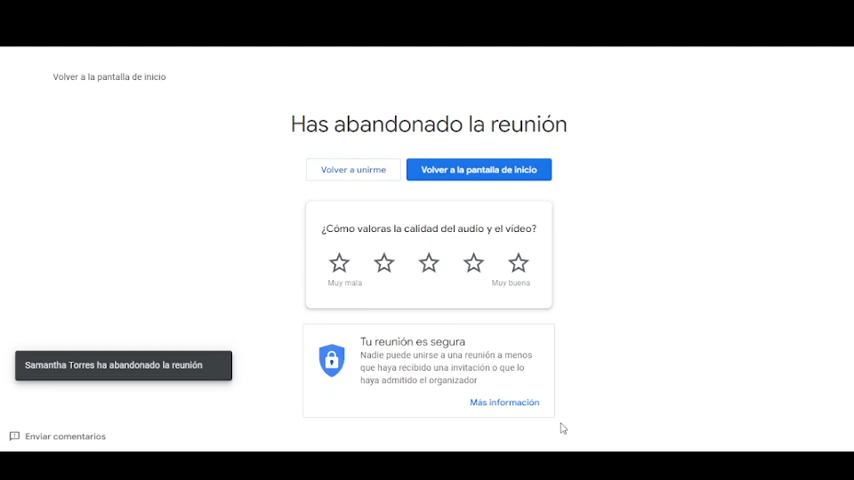 Volver a la pantalla de inicio
Has abandonado la reunión
Volver a unirme
Volver a la pantalla de inicio
¿Cómo valoras la calidad del audio y el vídeo?
Muy mala
Muy buena
Tu reunión es segura
Nadie puede unirse a una reunión a menos
que haya recibido una invitación o que lo
haya admitido el organizador
Más información
Samantha Torres ha abandonado la reunión
Enviar comentarios